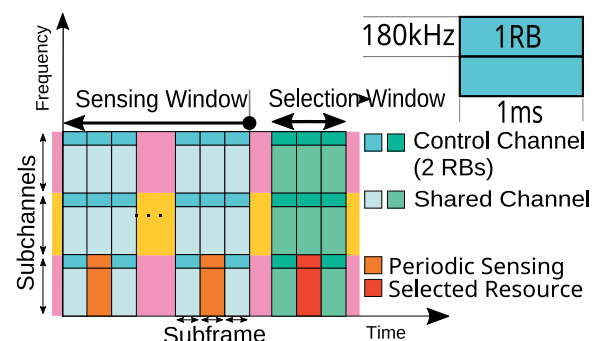 Frequency
180kHz
1RB
1ms
Sensing Window
Selection Window
Subchannels
...
Control Channel
(2 RBs)
Shared Channel
Periodic Sensing
Selected Resource
Subframe
Time